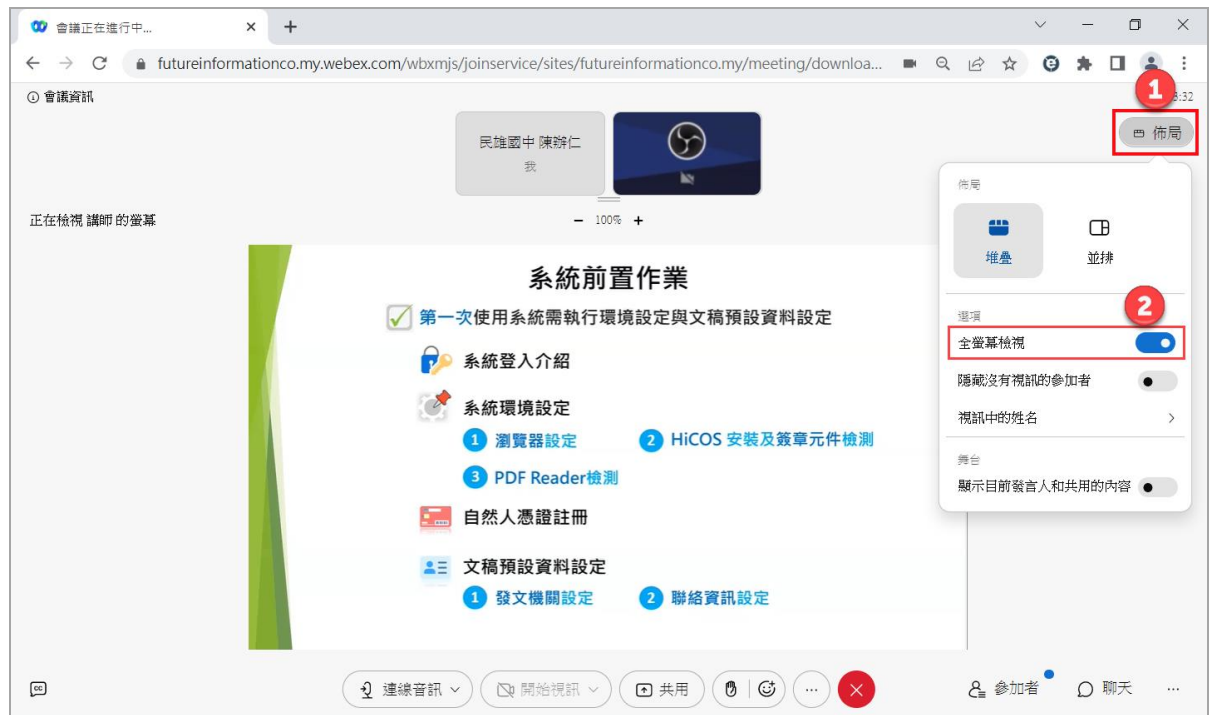 會議正在進行中...
futureinformationco.my.webex.com/wbxmjs/joinservice/sites/futureinformationco.my/meeting/downloa...
會議資訊
1
3:32
佈局
民雄國中 陳辦仁
我
佈局
正在檢視 講師 的螢幕
100%
堆疊
並排
系統前置作業
第一次使用系統需執行環境設定與文稿預設資料設定
2
選項
全螢幕檢視
系統登入介紹
隱藏沒有視訊的參加者
系統環境設定
視訊中的姓名
1 瀏覽器設定
2 HiCOS 安裝及簽章元件檢測
舞台
3 PDF Reader檢測
顯示目前發言人和共用的內容
自然人憑證註冊
文稿預設資料設定
1 發文機關設定
2 聯絡資訊設定
CC
連線音訊
開始視訊
共用
參加者
聊天